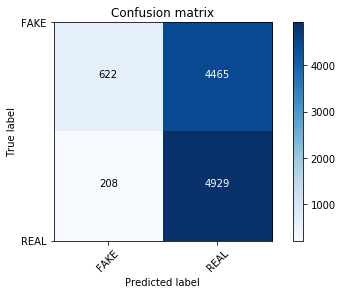 Confusion matrix
FAKE
622 4465
4000
3000
True label
2000
208 4929
1000
REAL
FAKE REAL
Predicted label